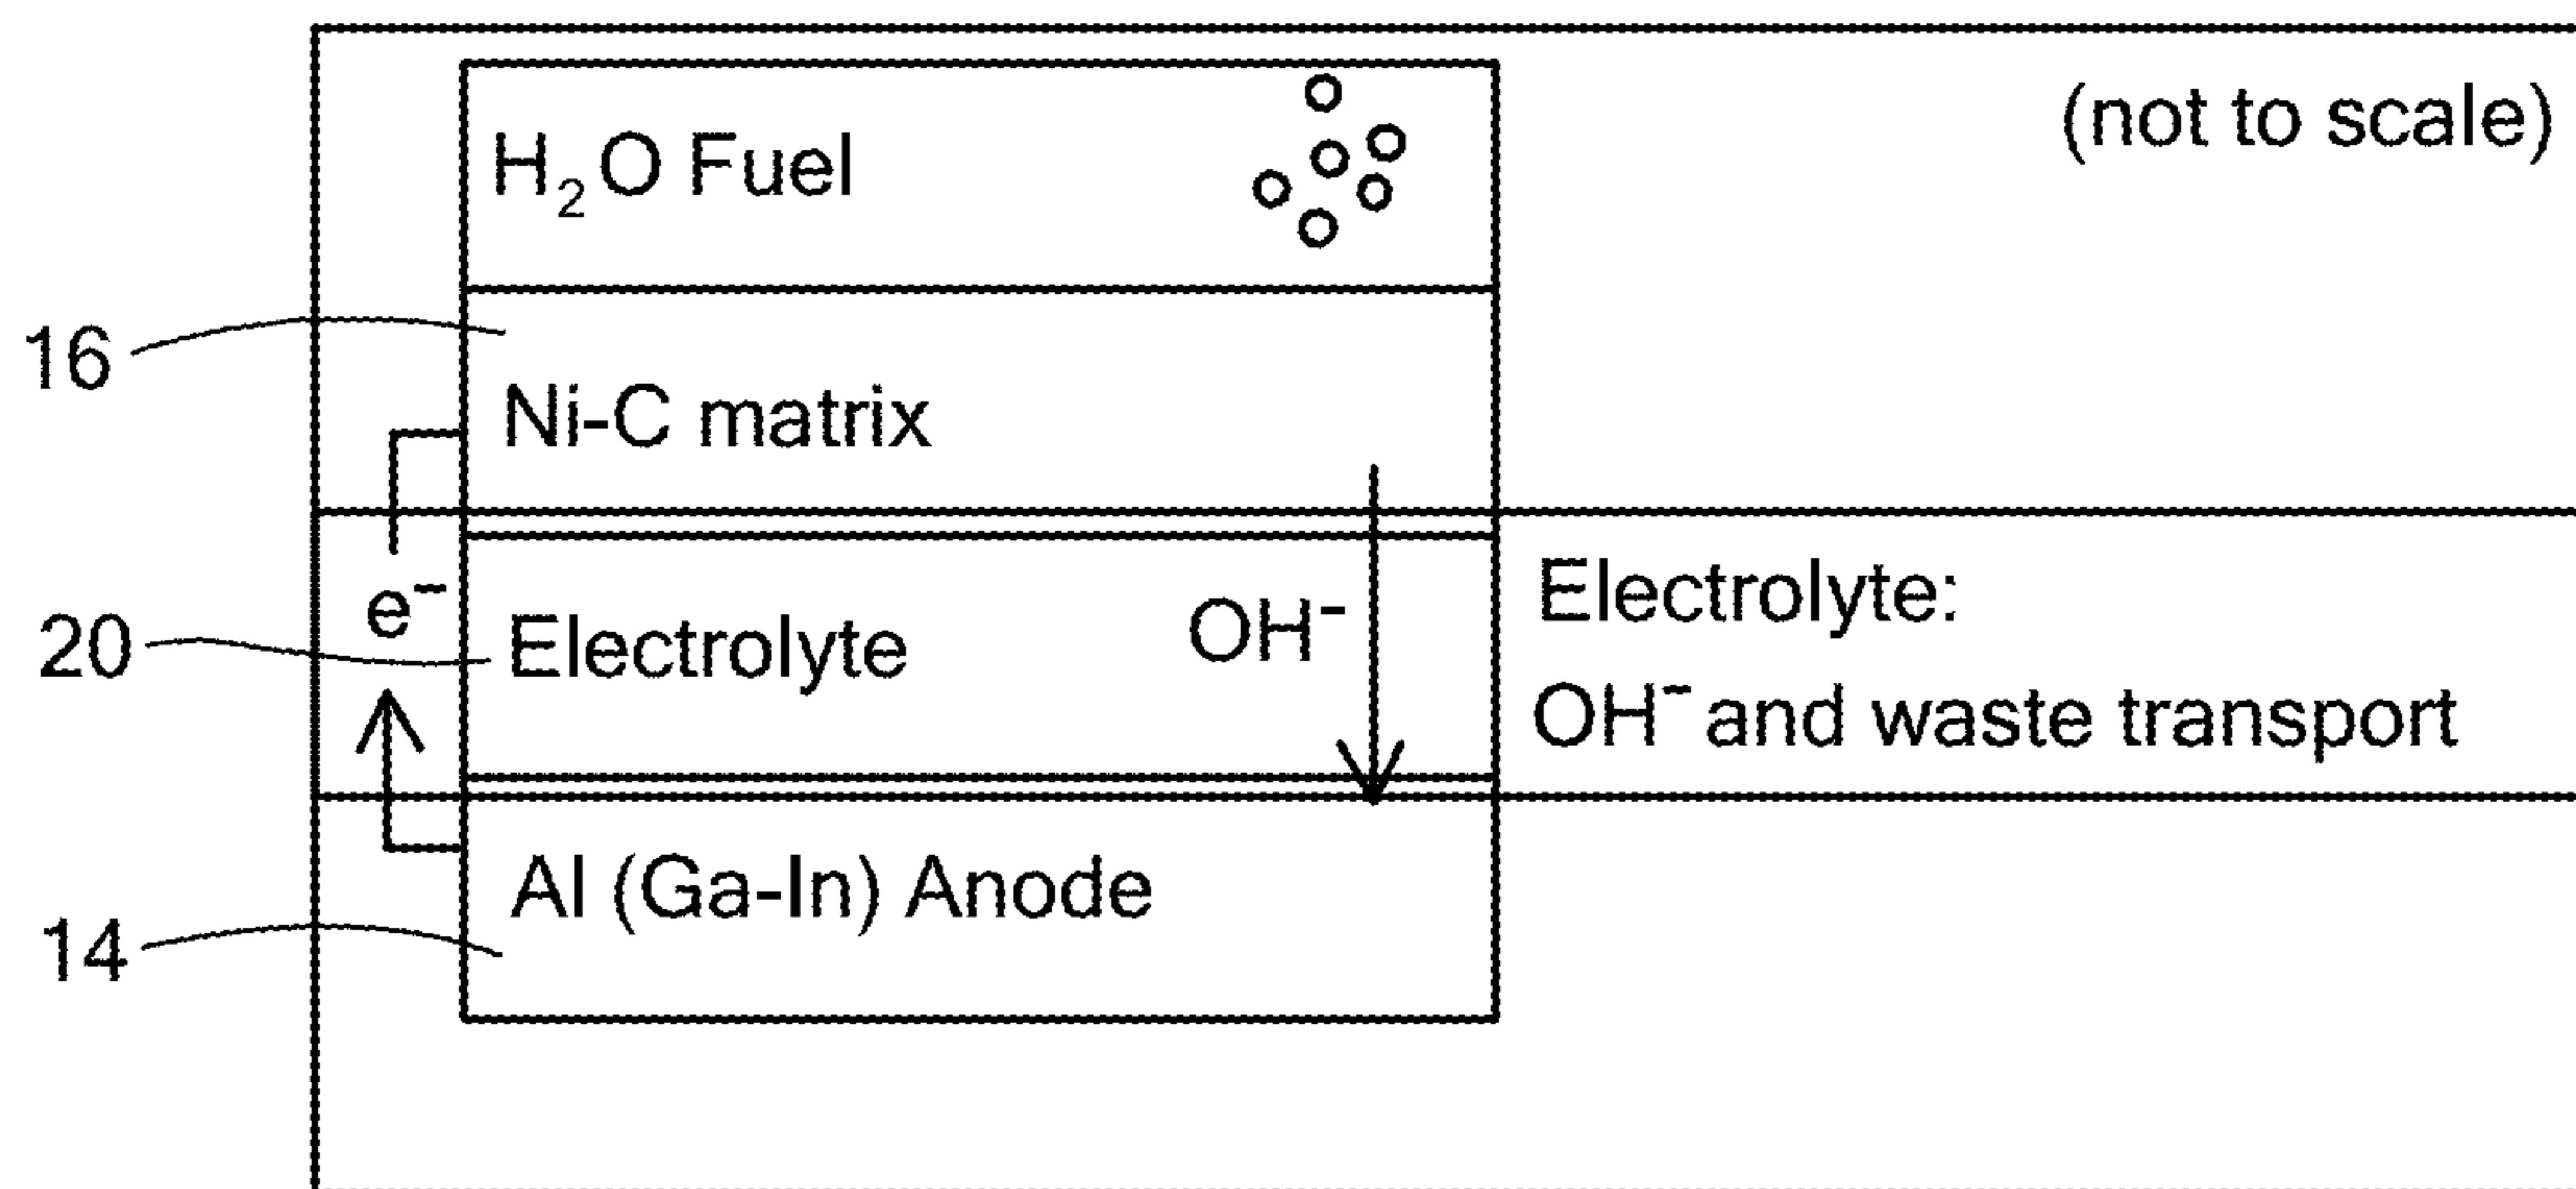 (not to scale)
H₂O Fuel
16
Ni-C matrix
e⁻
20
Electrolyte
OH⁻
Electrolyte:
OH⁻ and waste transport
Al (Ga-In) Anode
14